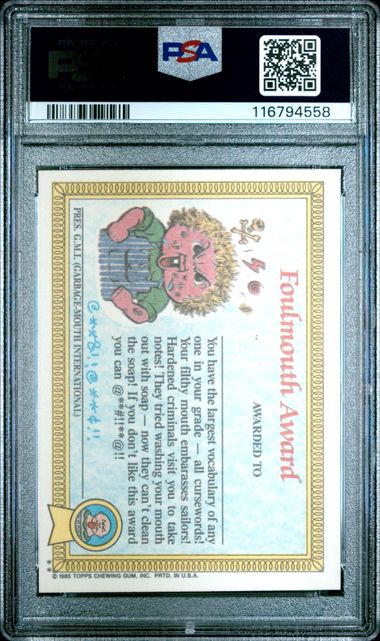 PSA
116794558
Foulmouth Award
AWARDED TO
You have the largest vocabulary of any
one in your grade — all cursewords!
Your filthy mouth embarasses sailors!
Hardened criminals visit you to take
notes! They tried washing your mouth
out with soap — now they can't clean
the soap! If you don't like this award
you can @**#!!**@!!
PRES. G.M.I. (GARBAGE-MOUTH INTERNATIONAL)
**
© 1985 TOPPS CHEWING GUM, INC. PRTD. IN U.S.A.